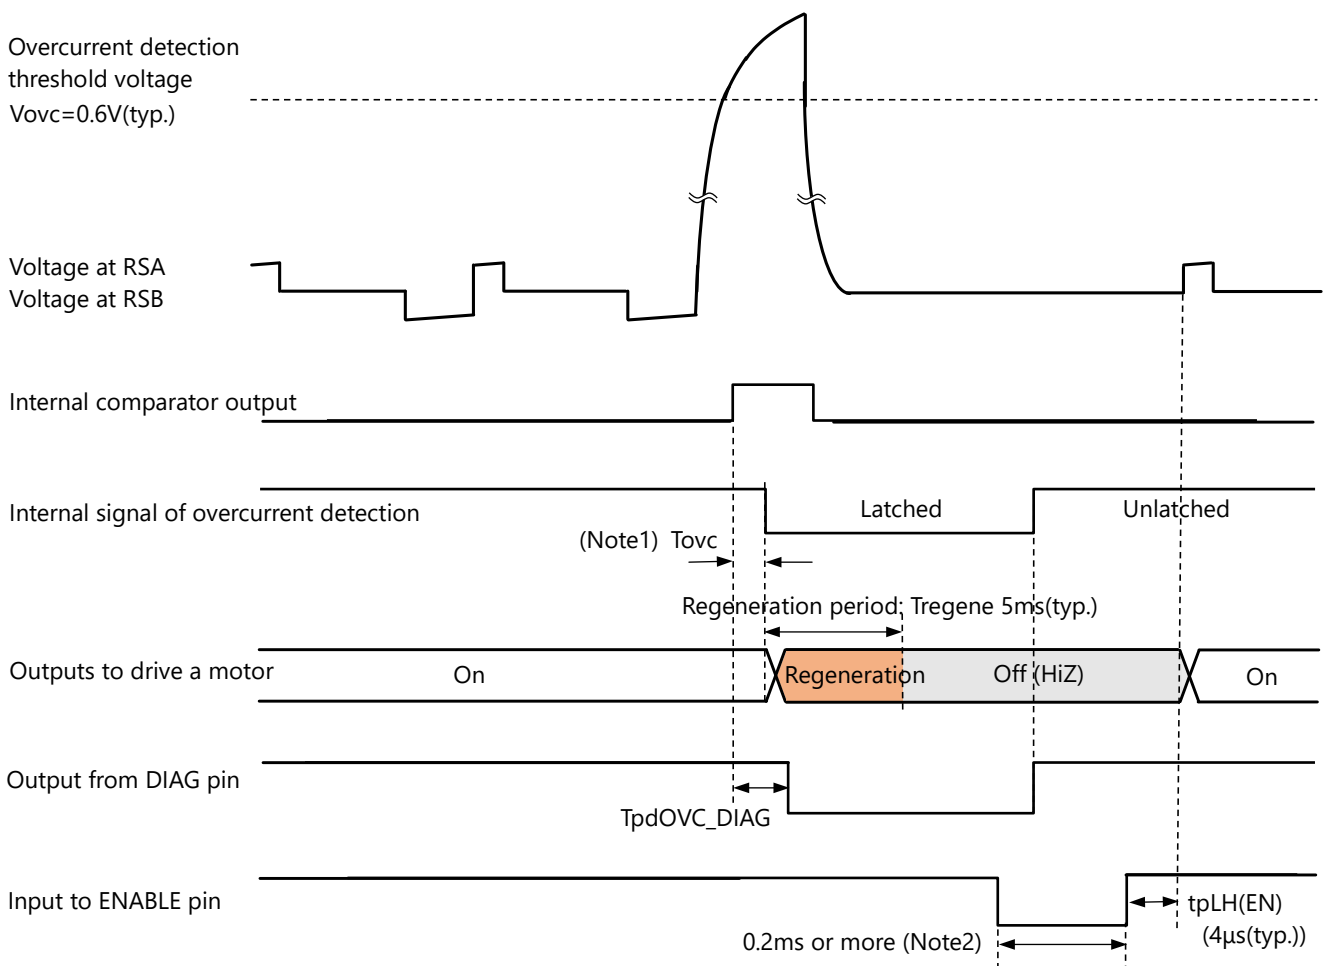 Overcurrent detection
threshold voltage
Vovc=0.6V(typ.)
Voltage at RSA
Voltage at RSB
Internal comparator output
Internal signal of overcurrent detection
Latched
Unlatched
(Note1) Tovc
Regeneration period: Tregene 5ms(typ.)
Outputs to drive a motor
On
Regeneration
Off (HiZ)
On
Output from DIAG pin
TpdOVC_DIAG
Input to ENABLE pin
tpLH(EN)
(4μs(typ.))
0.2ms or more (Note2)